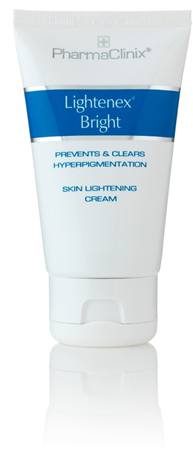 PharmaClinix®
Lightenex®
Bright
PREVENTS & CLEARS
HYPERPIGMENTATION
SKIN LIGHTENING
CREAM